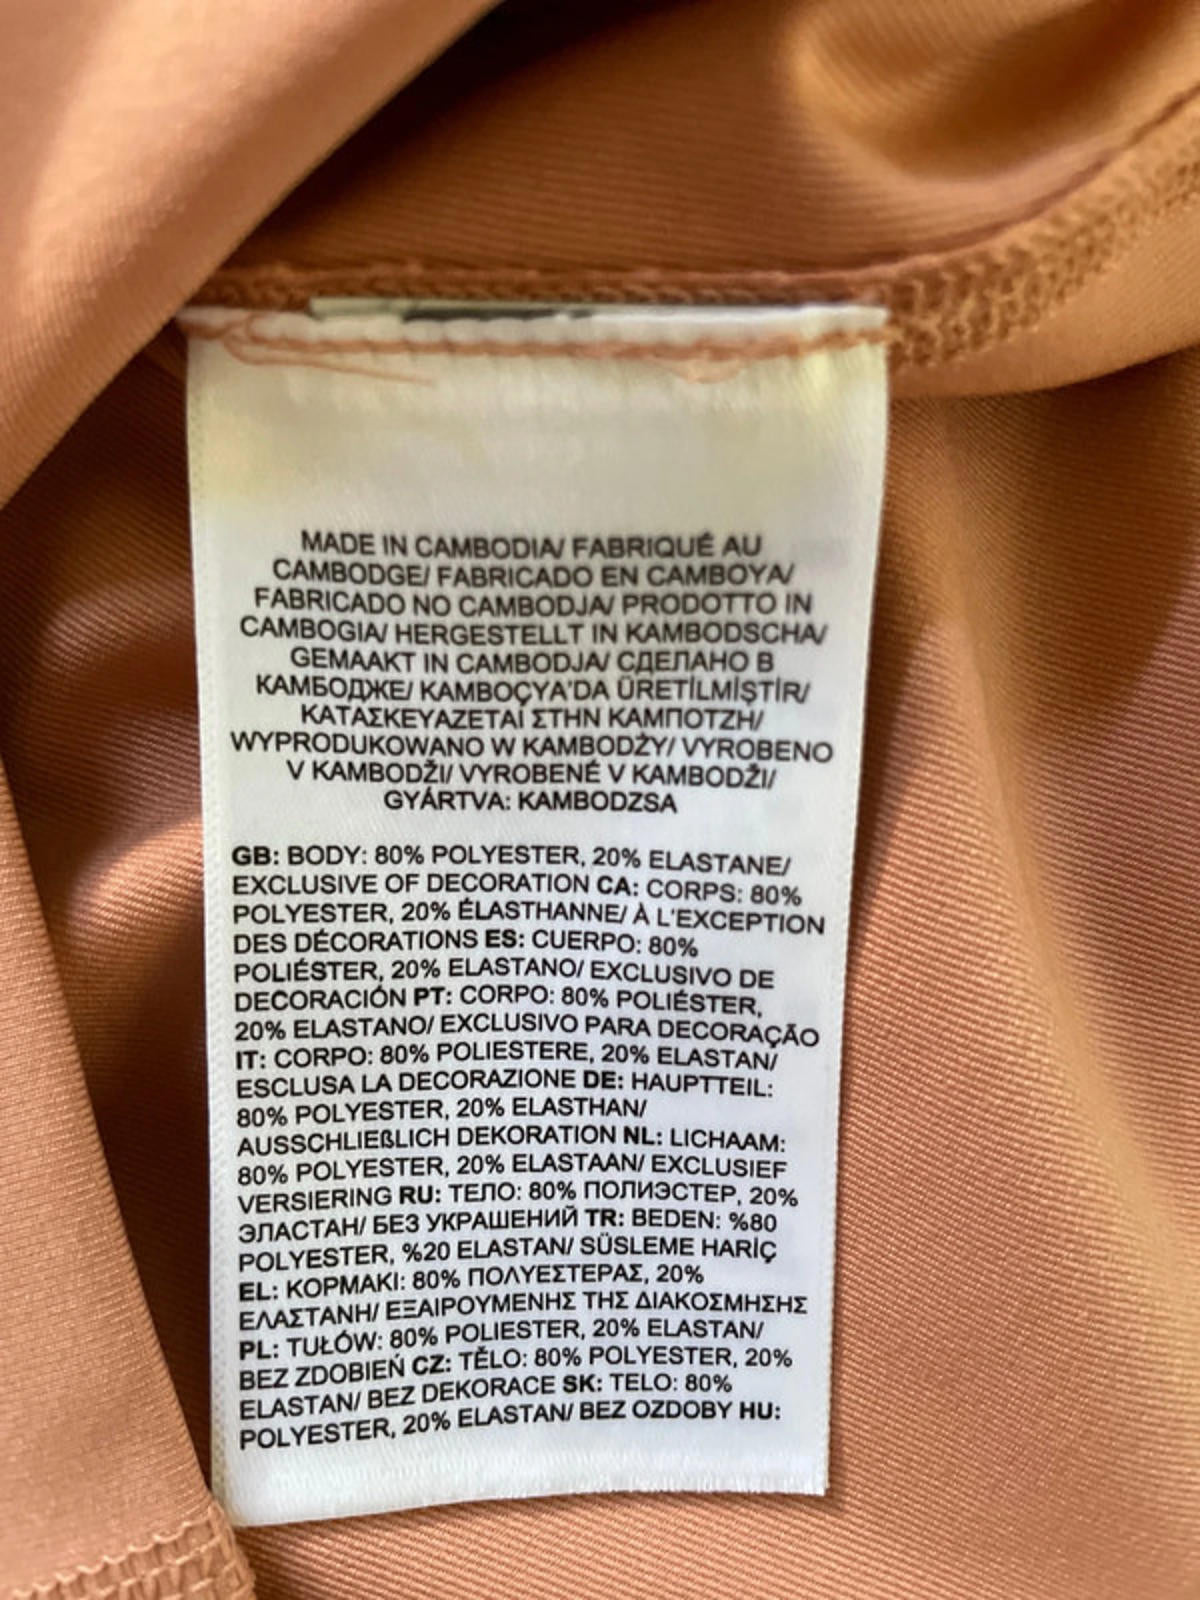 MADE IN CAMBODIA/ FABRIQUÉ AU
CAMBODGE/ FABRICADO EN CAMBOYA/
FABRICADO NO CAMBODJA/ PRODOTTO IN
CAMBOGIA/ HERGESTELLT IN KAMBODSCHA/
GEMAAKT IN CAMBODJA/ СДЕЛАНО В
КАМБОДЖЕ/ KAMBOÇYA'DA ÜRETİLMİŞTİR/
ΚΑΤΑΣΚΕΥΑΖΕΤΑΙ ΣΤΗΝ ΚΑΜΠΟΤΖΗ/
WYPRODUKOWANO W KAMBODŻY/ VYROBENO
V KAMBODŽI/ VYROBENÉ V KAMBODŽI/
GYÁRTVA: KAMBODZSA
GB: BODY: 80% POLYESTER, 20% ELASTANE/
EXCLUSIVE OF DECORATION CA: CORPS: 80%
POLYESTER, 20% ÉLASTHANNE/ À L'EXCEPTION
DES DÉCORATIONS ES: CUERPO: 80%
POLIÉSTER, 20% ELASTANO/ EXCLUSIVO DE
DECORACIÓN PT: CORPO: 80% POLIÉSTER,
20% ELASTANO/ EXCLUSIVO PARA DECORAÇÃO
IT: CORPO: 80% POLIESTERE, 20% ELASTAN/
ESCLUSA LA DECORAZIONE DE: HAUPTTEIL:
80% POLYESTER, 20% ELASTHAN/
AUSSCHLIEßLICH DEKORATION NL: LICHAAM:
80% POLYESTER, 20% ELASTAAN/ EXCLUSIEF
VERSIERING RU: ТЕЛО: 80% ПОЛИЭСТЕР, 20%
ЭЛАСТАН/ БЕЗ УКРАШЕНИЙ TR: BEDEN: %80
POLYESTER, %20 ELASTAN/ SÜSLEME HARİÇ
EL: ΚΟΡΜΑΚΙ: 80% ΠΟΛΥΕΣΤΕΡΑΣ, 20%
ΕΛΑΣΤΑΝΗ/ ΕΞΑΙΡΟΥΜΕΝΗΣ ΤΗΣ ΔΙΑΚΟΣΜΗΣΗΣ
PL: TUŁÓW: 80% POLIESTER, 20% ELASTAN/
BEZ ZDOBIEŃ CZ: TĚLO: 80% POLYESTER, 20%
ELASTAN/ BEZ DEKORACE SK: TELO: 80%
POLYESTER, 20% ELASTAN/ BEZ OZDOBY HU: